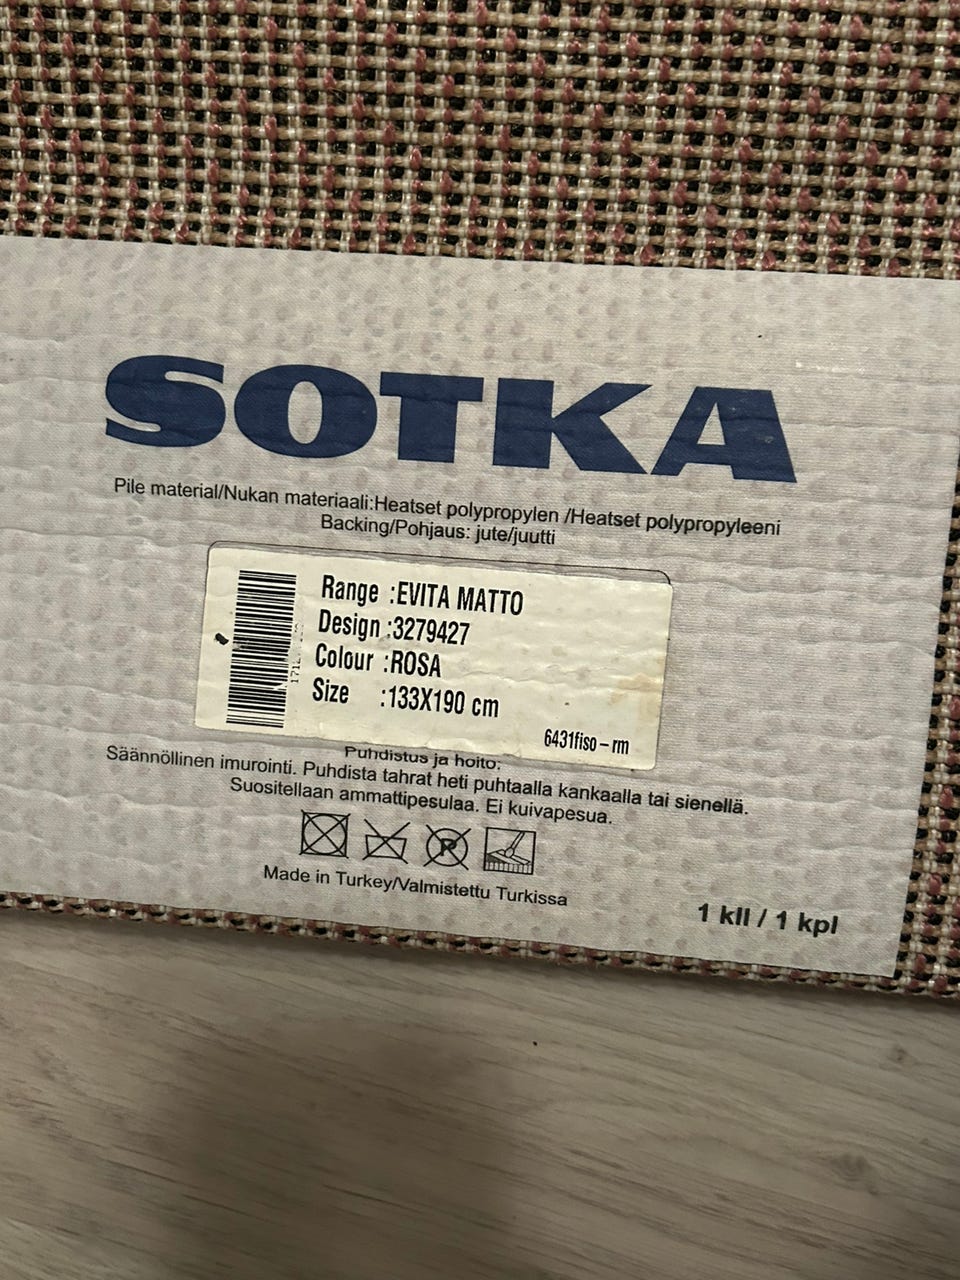 SOTKA
Pile material/Nukan materiaali:Heatset polypropylen /Heatset polypropyleeni
Backing/Pohjaus: jute/juutti
Range :EVITA MATTO
Design :3279427
Colour :ROSA
Size :133X190 cm
6431fiso-rm
Puhdistus ja hoito:
Säännöllinen imurointi. Puhdista tahrat heti puhtaalla kankaalla tai sienellä.
Suositellaan ammattipesulaa. Ei kuivapesua.
P
Made in Turkey/Valmistettu Turkissa
1 kll / 1 kpl